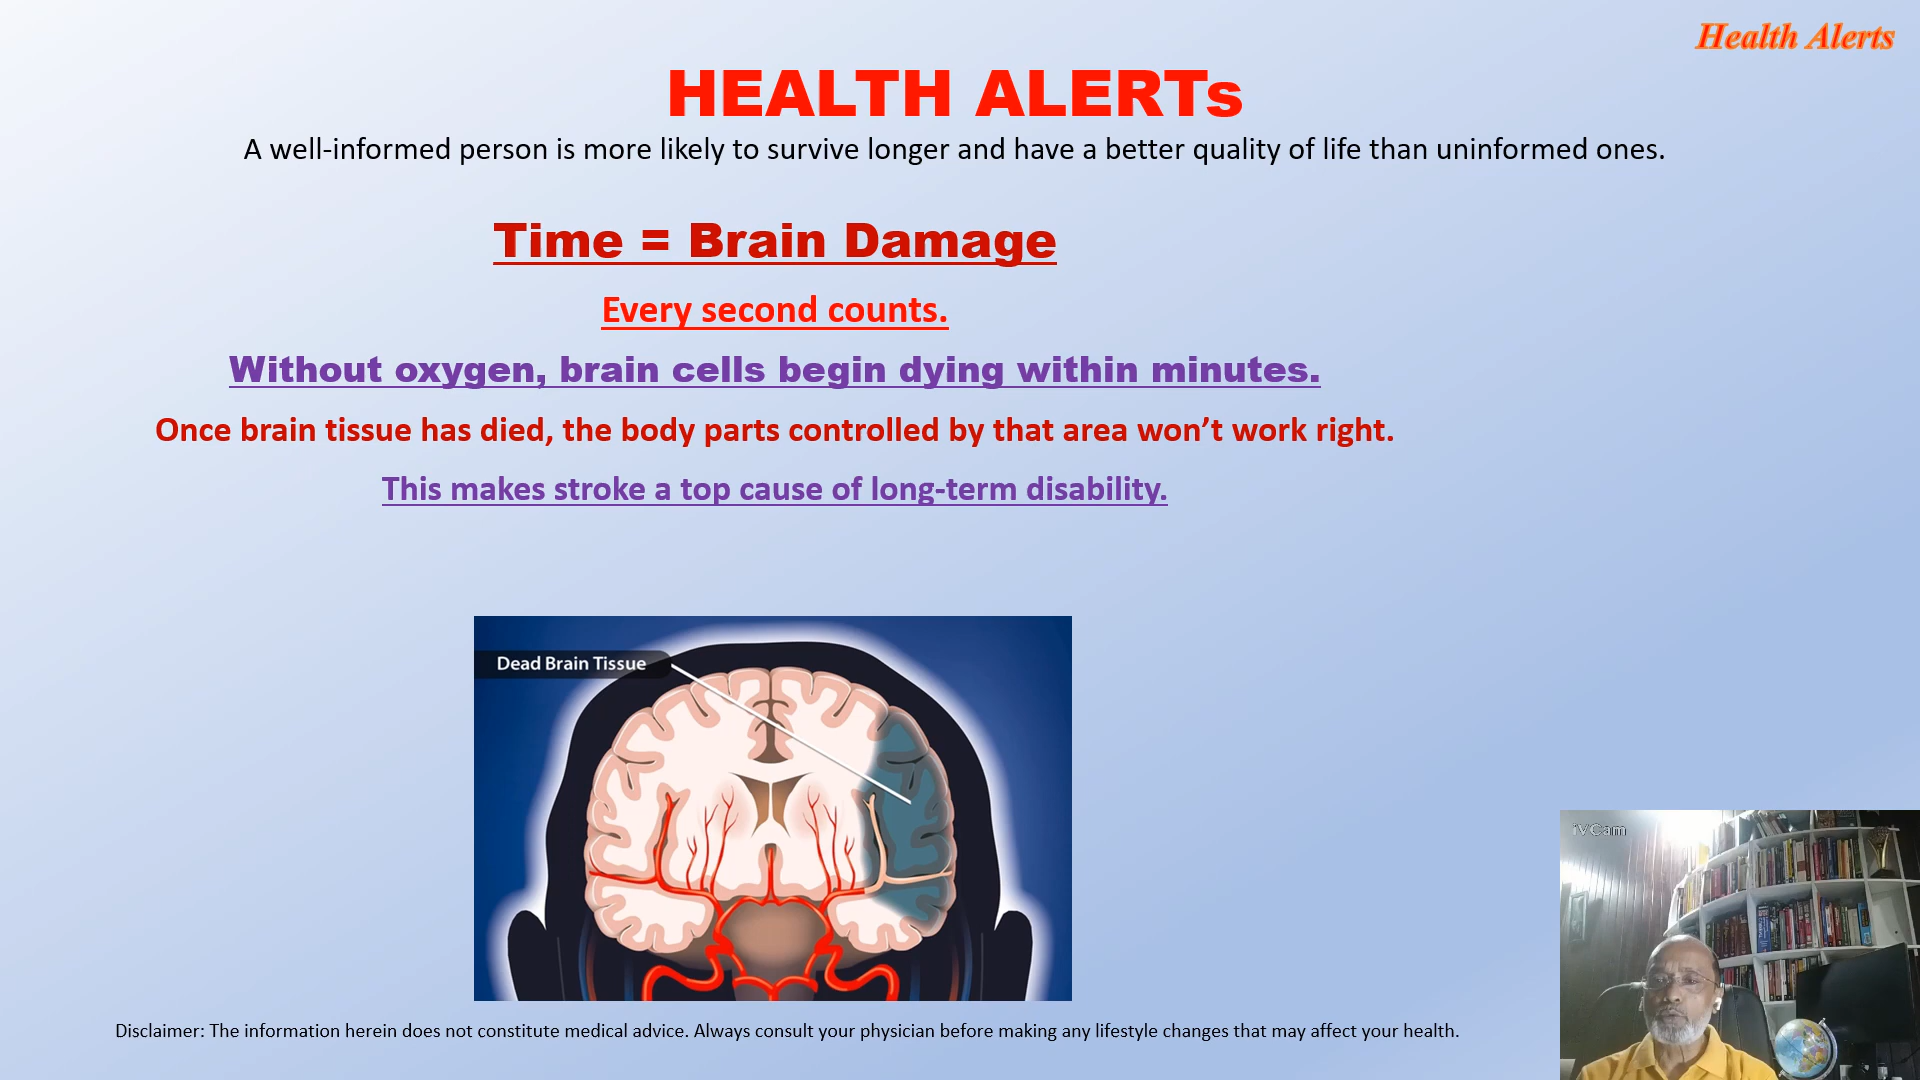 Health Alerts
HEALTH ALERTs
A well-informed person is more likely to survive longer and have a better quality of life than uninformed ones.
Time = Brain Damage
Every second counts.
Without oxygen, brain cells begin dying within minutes.
Once brain tissue has died, the body parts controlled by that area won’t work right.
This makes stroke a top cause of long-term disability.
Dead Brain Tissue
iVCam
Disclaimer: The information herein does not constitute medical advice. Always consult your physician before making any lifestyle changes that may affect your health.